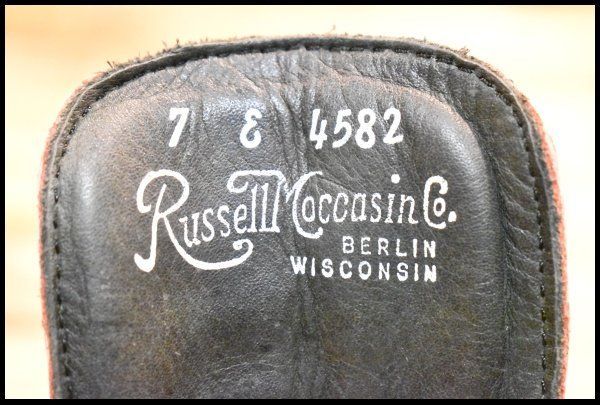 7 E 4582
Russell Moccasin Co.
BERLIN
WISCONSIN